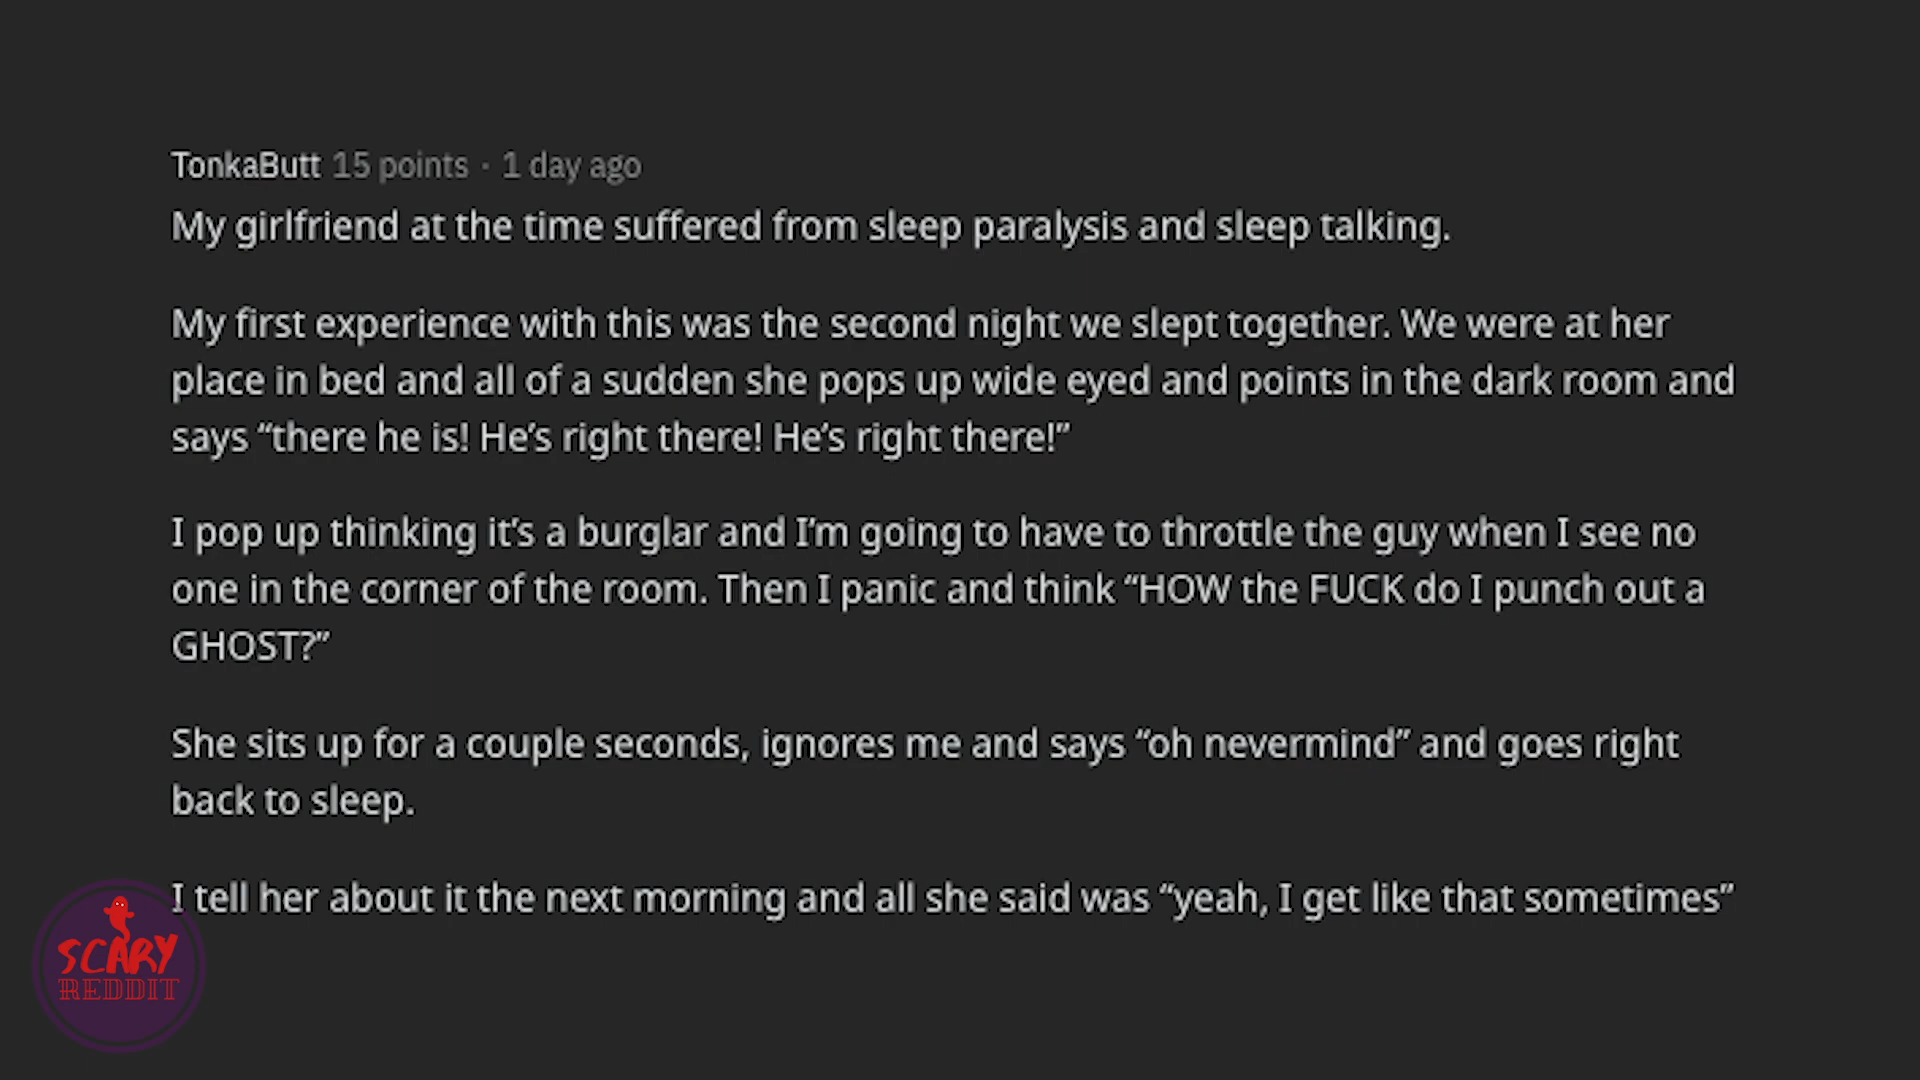 TonkaButt 15 points · 1 day ago
My girlfriend at the time suffered from sleep paralysis and sleep talking.
My first experience with this was the second night we slept together. We were at her
place in bed and all of a sudden she pops up wide eyed and points in the dark room and
says “there he is! He’s right there! He’s right there!”
I pop up thinking it’s a burglar and I’m going to have to throttle the guy when I see no
one in the corner of the room. Then I panic and think “HOW the FUCK do I punch out a
GHOST?”
She sits up for a couple seconds, ignores me and says “oh nevermind” and goes right
back to sleep.
I tell her about it the next morning and all she said was “yeah, I get like that sometimes”
SCARY
REDDIT